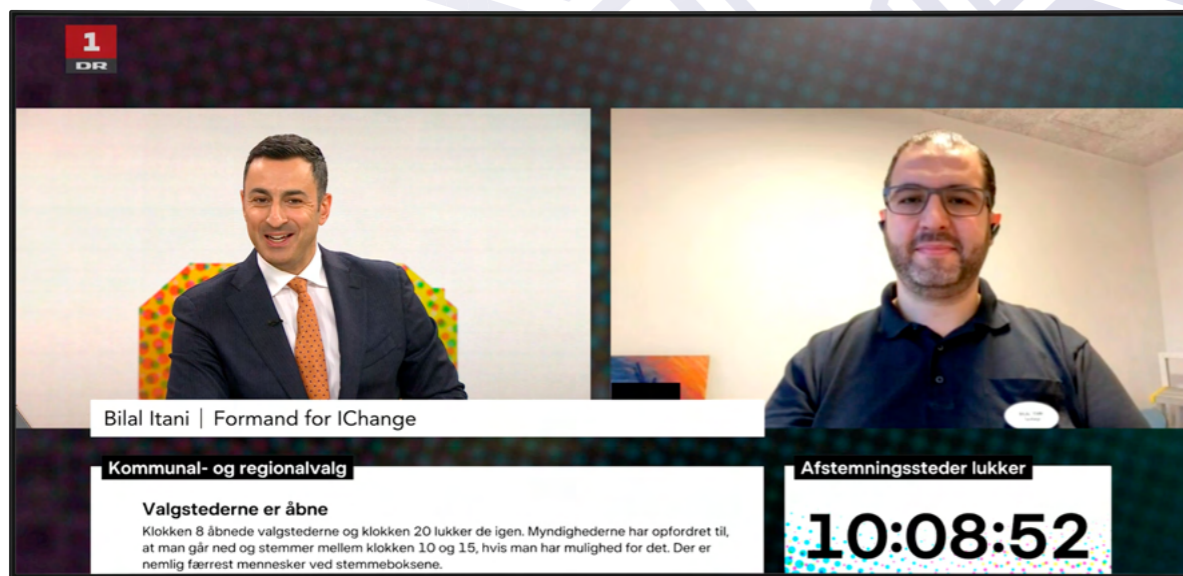 1
DR
Bilal Itani | Formand for IChange
Kommunal- og regionalvalg
Valgstederne er åbne
Klokken 8 åbnede valgstederne og klokken 20 lukker de igen. Myndighederne har opfordret til,
at man går ned og stemmer mellem klokken 10 og 15, hvis man har mulighed for det. Der er
nemlig færrest mennesker ved stemmeboksene.
Afstemningssteder lukker
10:08:52